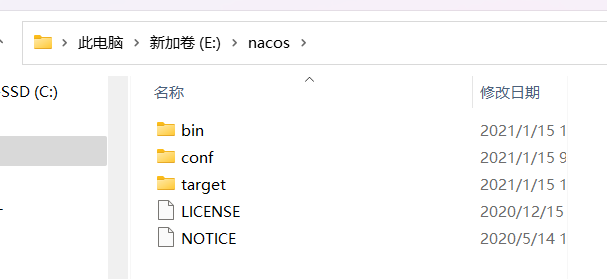 此电脑 > 新加卷 (E:) > nacos >
SSD (C:)
名称 修改日期
bin 2021/1/15 1
conf 2021/1/15 9
target 2021/1/15 1
LICENSE 2020/12/15
NOTICE 2020/5/14 1